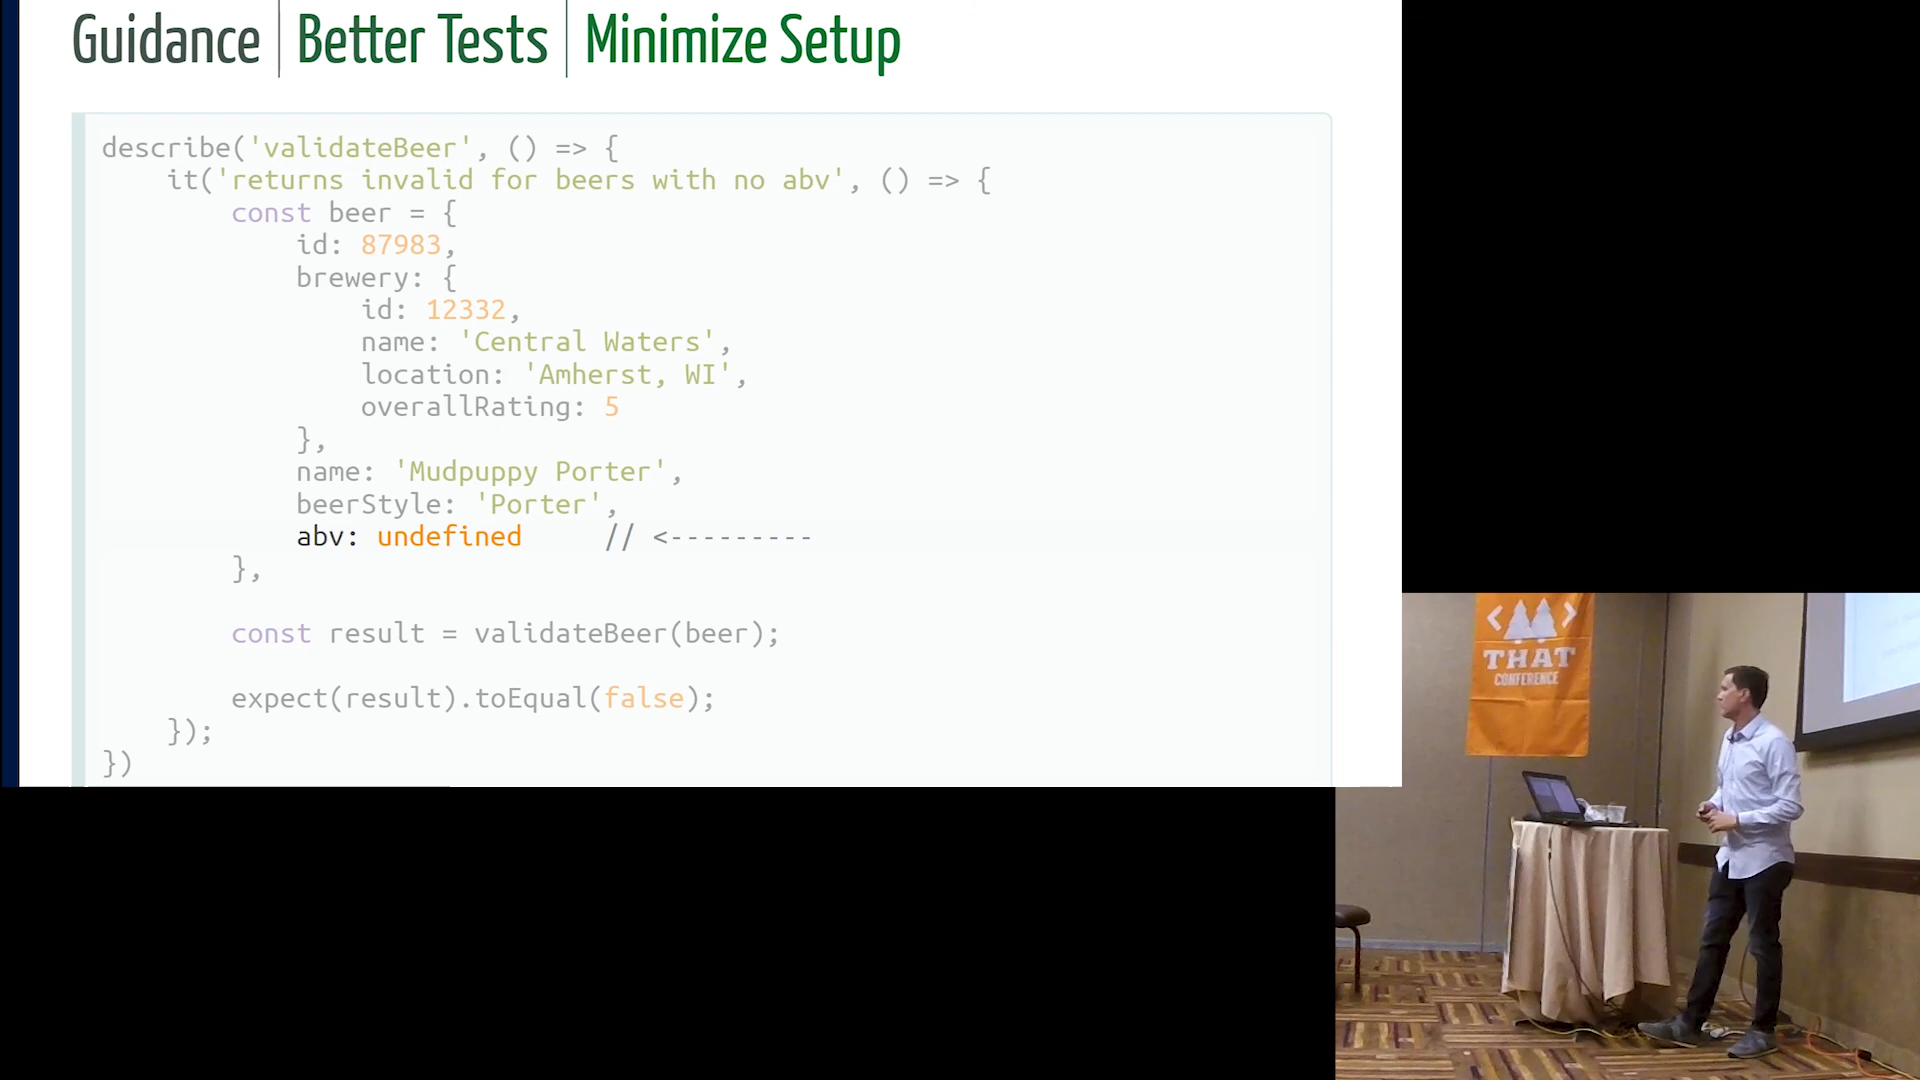 Guidance | Better Tests | Minimize Setup
describe('validateBeer', () => {
    it('returns invalid for beers with no abv', () => {
        const beer = {
            id: 87983,
            brewery: {
                id: 12332,
                name: 'Central Waters',
                location: 'Amherst, WI',
                overallRating: 5
            },
            name: 'Mudpuppy Porter',
            beerStyle: 'Porter',
            abv: undefined     // <---------
        },

        const result = validateBeer(beer);

        expect(result).toEqual(false);
    });
})
< >
THAT
CONFERENCE